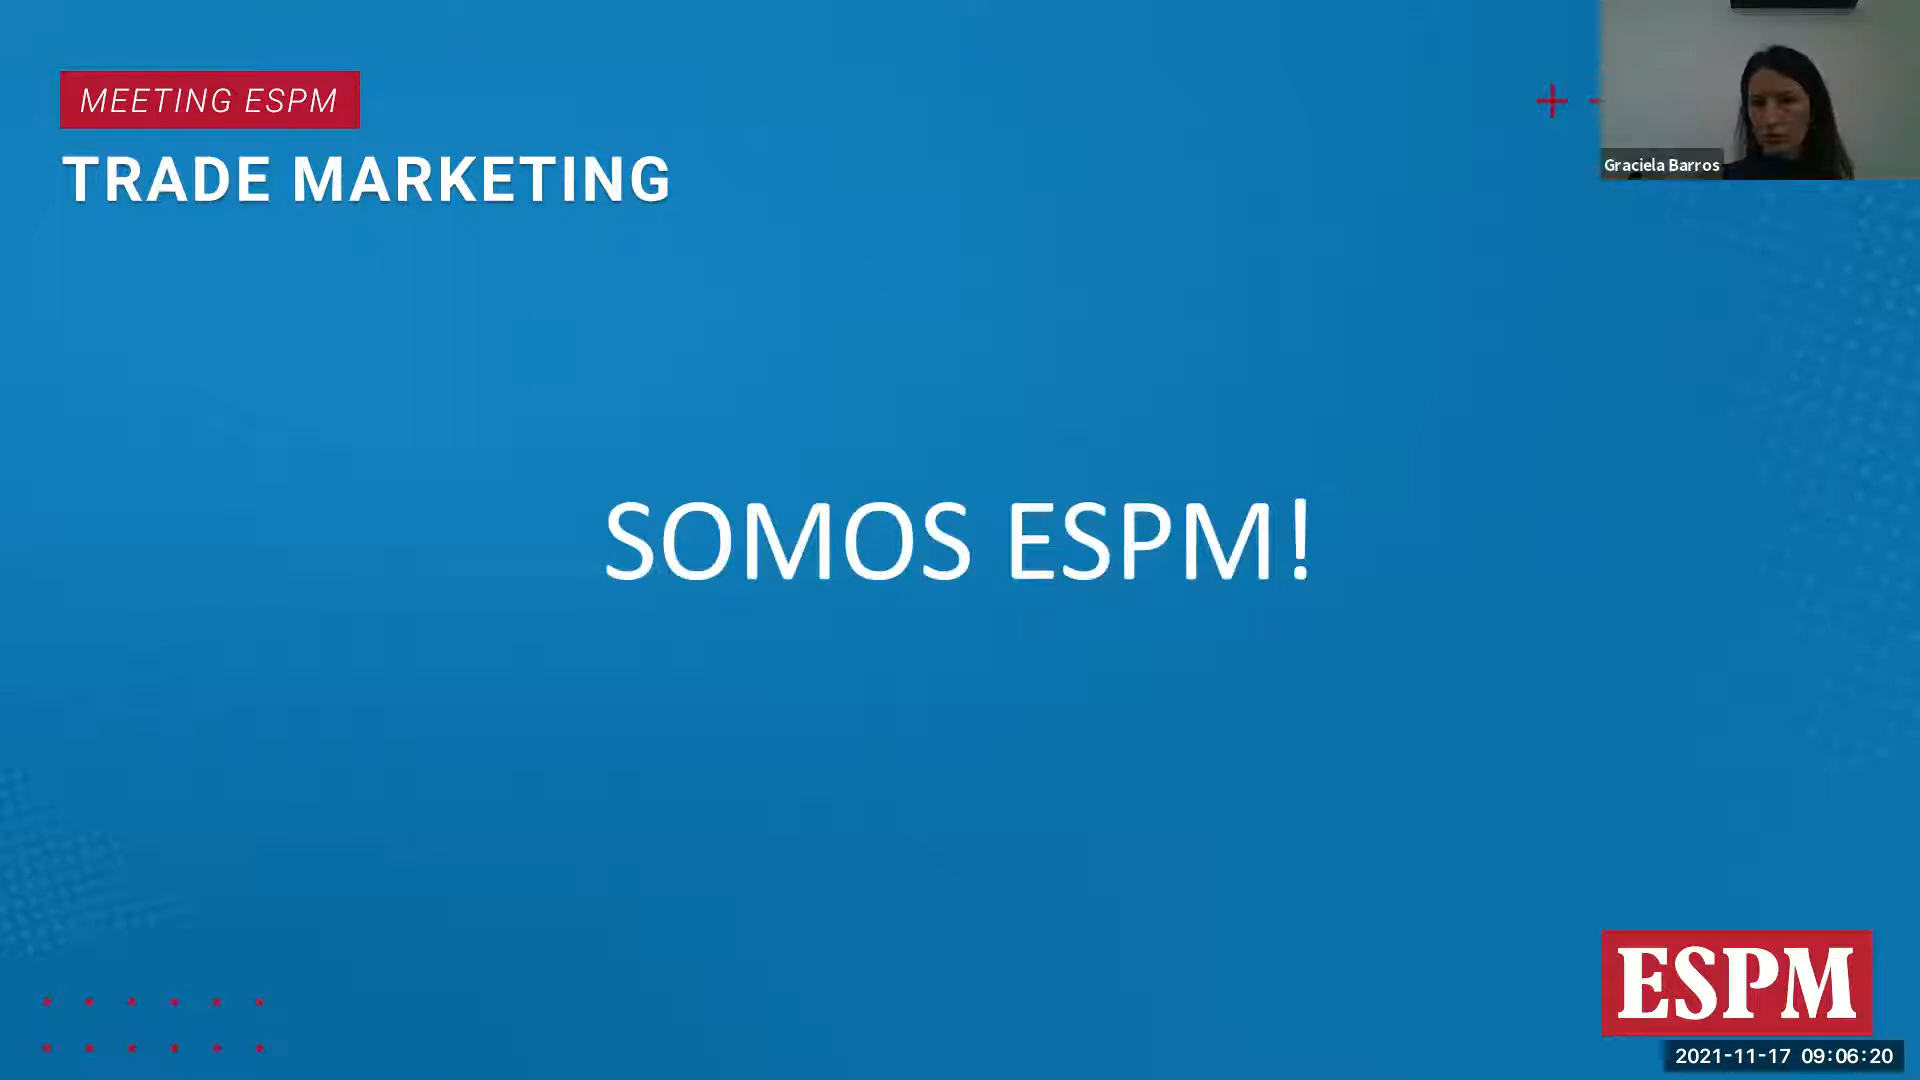 MEETING ESPM
TRADE MARKETING
Graciela Barros
SOMOS ESPM!
ESPM
2021-11-17 09:06:20